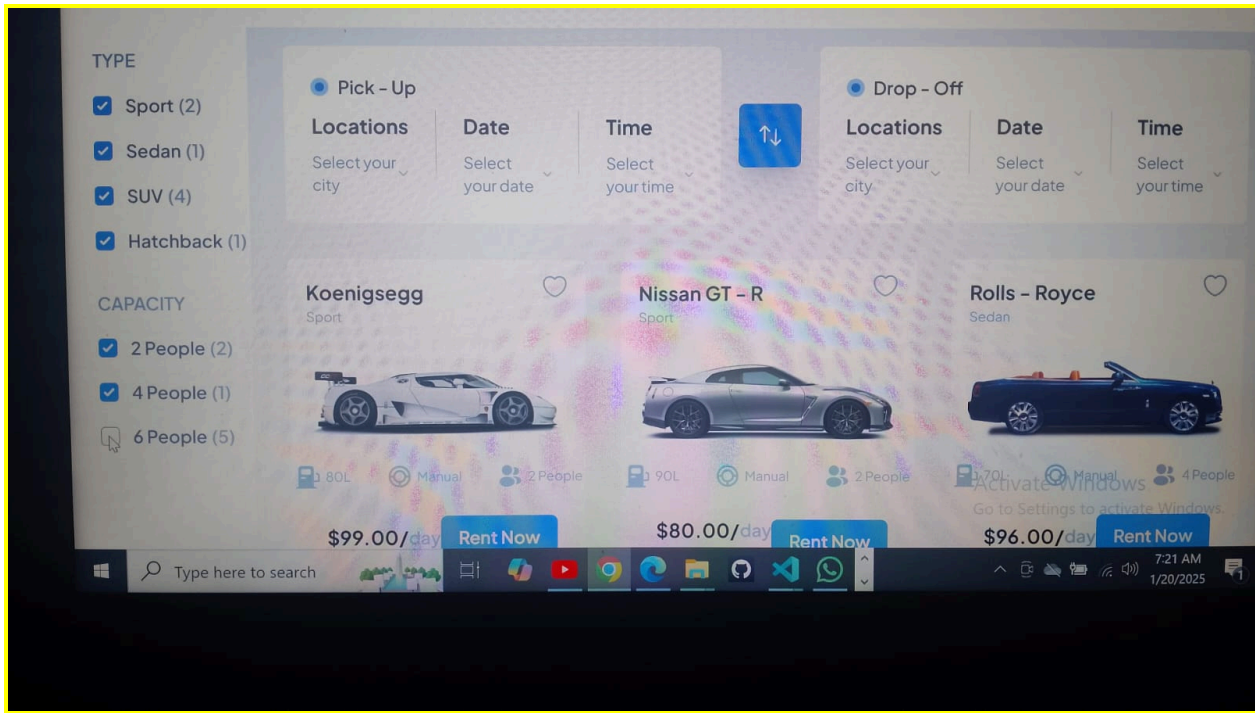 TYPE
Sport (2)
Sedan (1)
SUV (4)
Hatchback (1)
CAPACITY
2 People (2)
4 People (1)
6 People (5)
Pick - Up
Locations Date Time
Select your Select Select
city your date your time
Drop - Off
Locations Date Time
Select your Select Select
city your date your time
Koenigsegg
Sport
80L Manual 2 People
$99.00/day Rent Now
Nissan GT - R
Sport
90L Manual 2 People
$80.00/day Rent Now
Rolls - Royce
Sedan
70L Manual 4 People
$96.00/day Rent Now
Activate Windows
Go to Settings to activate Windows.
Type here to search
7:21 AM
1/20/2025
1